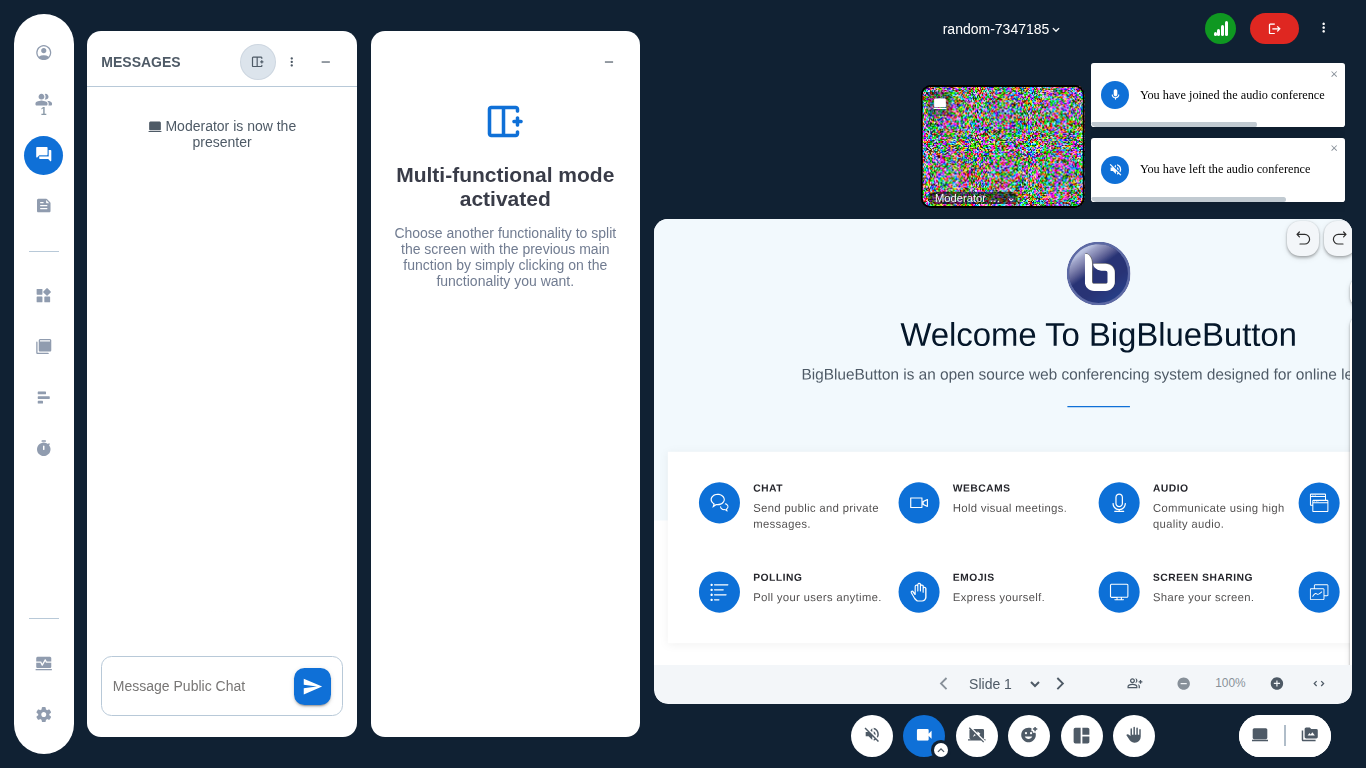 random-7347185
MESSAGES
1
Moderator is now the
presenter
Message Public Chat
Multi-functional mode
activated
Choose another functionality to split
the screen with the previous main
function by simply clicking on the
functionality you want.
Moderator ...
You have joined the audio conference
You have left the audio conference
Welcome To BigBlueButton
BigBlueButton is an open source web conferencing system designed for online le
CHAT
Send public and private
messages.
WEBCAMS
Hold visual meetings.
AUDIO
Communicate using high
quality audio.
POLLING
Poll your users anytime.
EMOJIS
Express yourself.
SCREEN SHARING
Share your screen.
Slide 1
100%